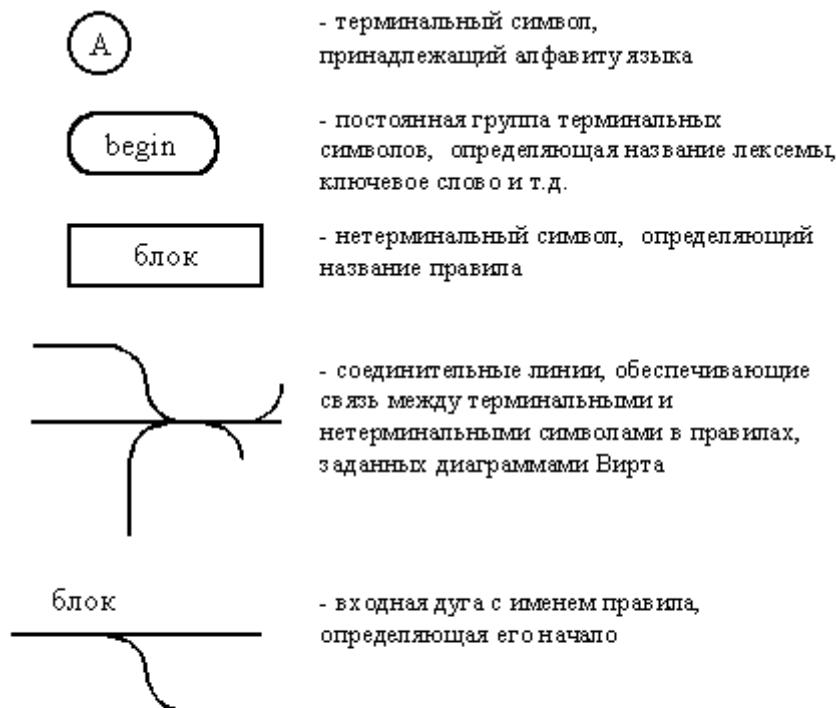 A
- терминальный символ,
принадлежащий алфавиту языка
begin
- постоянная группа терминальных
символов, определяющая название лексемы,
ключевое слово и т.д.
блок
- нетерминальный символ, определяющий
название правила
- соединительные линии, обеспечивающие
связь между терминальными и
нетерминальными символами в правилах,
заданных диаграммами Вирта
блок
- входная дуга с именем правила,
определяющая его начало